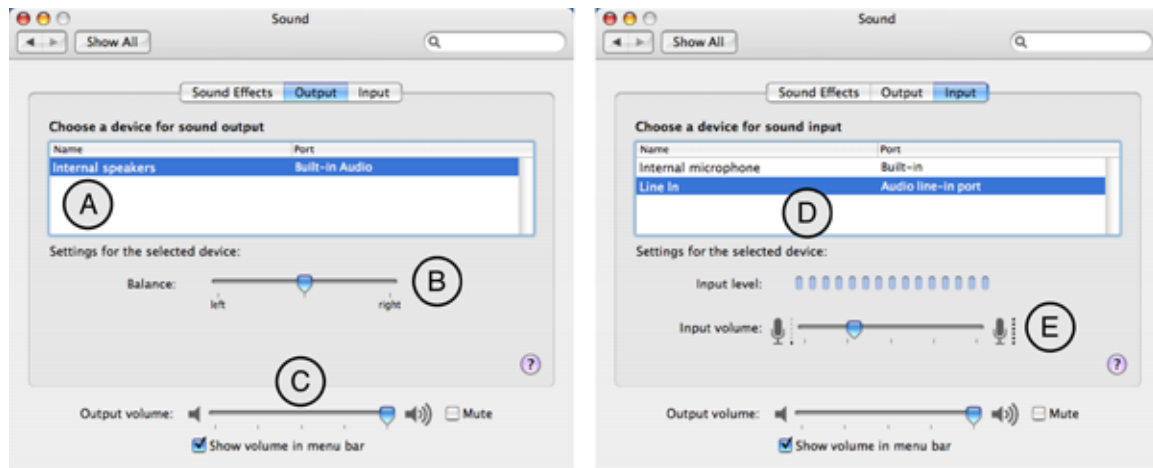 Sound
Show All
Sound Effects Output Input
Choose a device for sound output
Name Port
Internal speakers Built-in Audio
A
Settings for the selected device:
Balance:
B
left right
?
C
Output volume: Mute
Show volume in menu bar
Sound
Show All
Sound Effects Output Input
Choose a device for sound input
Name Port
Internal microphone Built-in
Line In Audio line-in port
D
Settings for the selected device:
Input level:
Input volume: E
?
Output volume: Mute
Show volume in menu bar